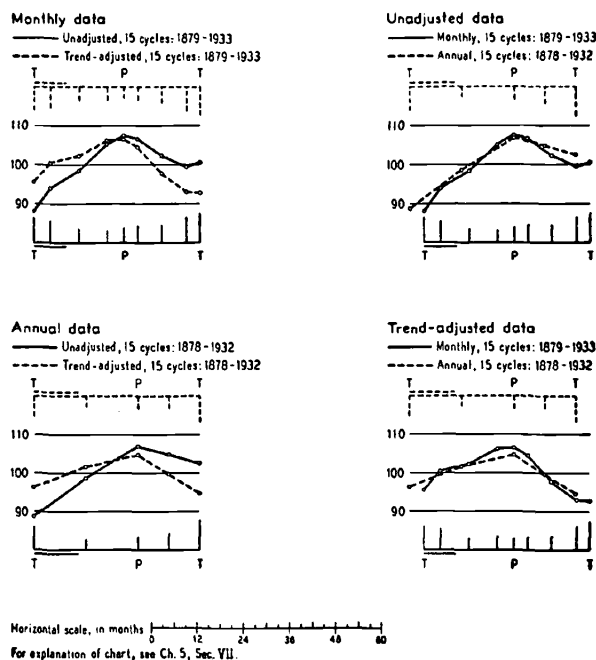 Monthly data
Unadjusted, 15 cycles: 1879-1933
Trend-adjusted, 15 cycles: 1879-1933
T P T
110
100
90
T P T
Unadjusted data
Monthly, 15 cycles: 1879-1933
Annual, 15 cycles: 1878-1932
T P T
110
100
90
T P T
Annual data
Unadjusted, 15 cycles: 1878-1932
Trend-adjusted, 15 cycles: 1878-1932
T P T
110
100
90
T P T
Trend-adjusted data
Monthly, 15 cycles: 1879-1933
Annual, 15 cycles: 1878-1932
T P T
110
100
90
T P T
Horizontal scale, in months 0 12 24 36 48 60
For explanation of chart, see Ch. 5, Sec. VII.